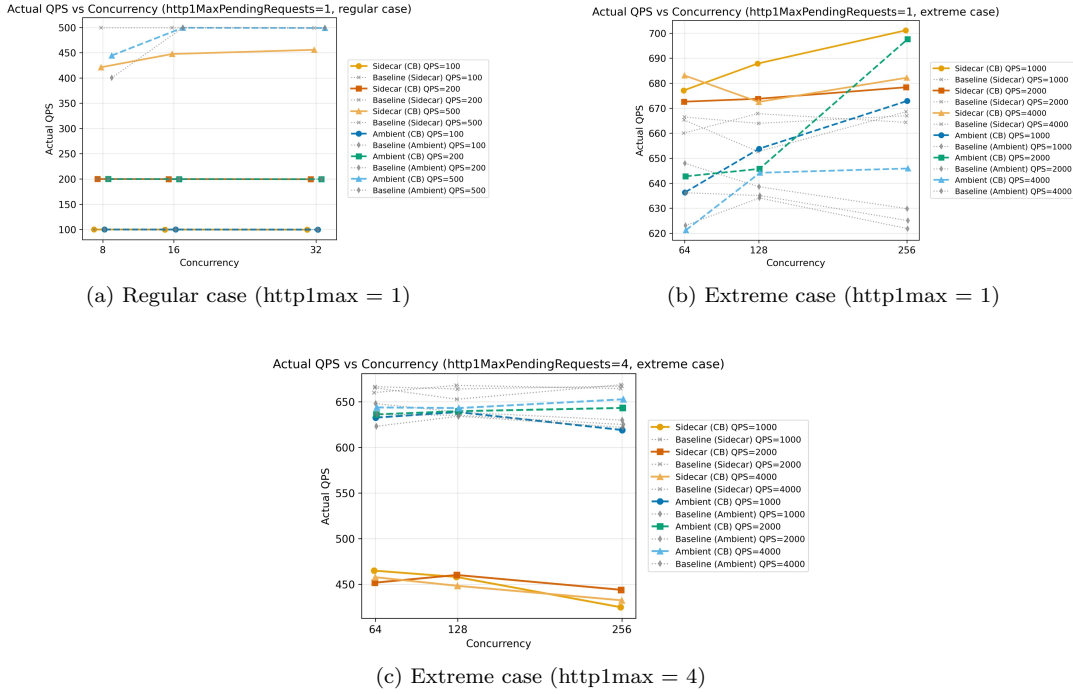 Actual QPS vs Concurrency (http1MaxPendingRequests=1, regular case)
500
450
400
350
300
250
200
150
100
Actual QPS
8
16
32
Concurrency
Sidecar (CB) QPS=100
Baseline (Sidecar) QPS=100
Sidecar (CB) QPS=200
Baseline (Sidecar) QPS=200
Sidecar (CB) QPS=500
Baseline (Sidecar) QPS=500
Ambient (CB) QPS=100
Baseline (Ambient) QPS=100
Ambient (CB) QPS=200
Baseline (Ambient) QPS=200
Ambient (CB) QPS=500
Baseline (Ambient) QPS=500
(a) Regular case (http1max = 1)
Actual QPS vs Concurrency (http1MaxPendingRequests=1, extreme case)
700
690
680
670
660
650
640
630
620
Actual QPS
64
128
256
Concurrency
Sidecar (CB) QPS=1000
Baseline (Sidecar) QPS=1000
Sidecar (CB) QPS=2000
Baseline (Sidecar) QPS=2000
Sidecar (CB) QPS=4000
Baseline (Sidecar) QPS=4000
Ambient (CB) QPS=1000
Baseline (Ambient) QPS=1000
Ambient (CB) QPS=2000
Baseline (Ambient) QPS=2000
Ambient (CB) QPS=4000
Baseline (Ambient) QPS=4000
(b) Extreme case (http1max = 1)
Actual QPS vs Concurrency (http1MaxPendingRequests=4, extreme case)
650
600
550
500
450
Actual QPS
64
128
256
Concurrency
Sidecar (CB) QPS=1000
Baseline (Sidecar) QPS=1000
Sidecar (CB) QPS=2000
Baseline (Sidecar) QPS=2000
Sidecar (CB) QPS=4000
Baseline (Sidecar) QPS=4000
Ambient (CB) QPS=1000
Baseline (Ambient) QPS=1000
Ambient (CB) QPS=2000
Baseline (Ambient) QPS=2000
Ambient (CB) QPS=4000
Baseline (Ambient) QPS=4000
(c) Extreme case (http1max = 4)